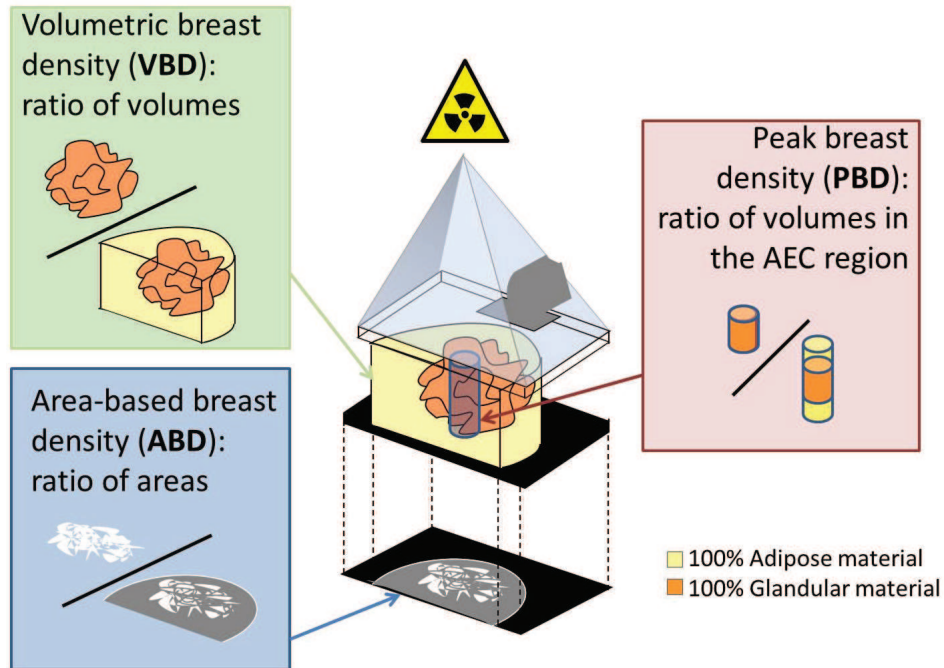 Volumetric breast
density (VBD):
ratio of volumes
Peak breast
density (PBD):
ratio of volumes in
the AEC region
Area-based breast
density (ABD):
ratio of areas
100% Adipose material
100% Glandular material